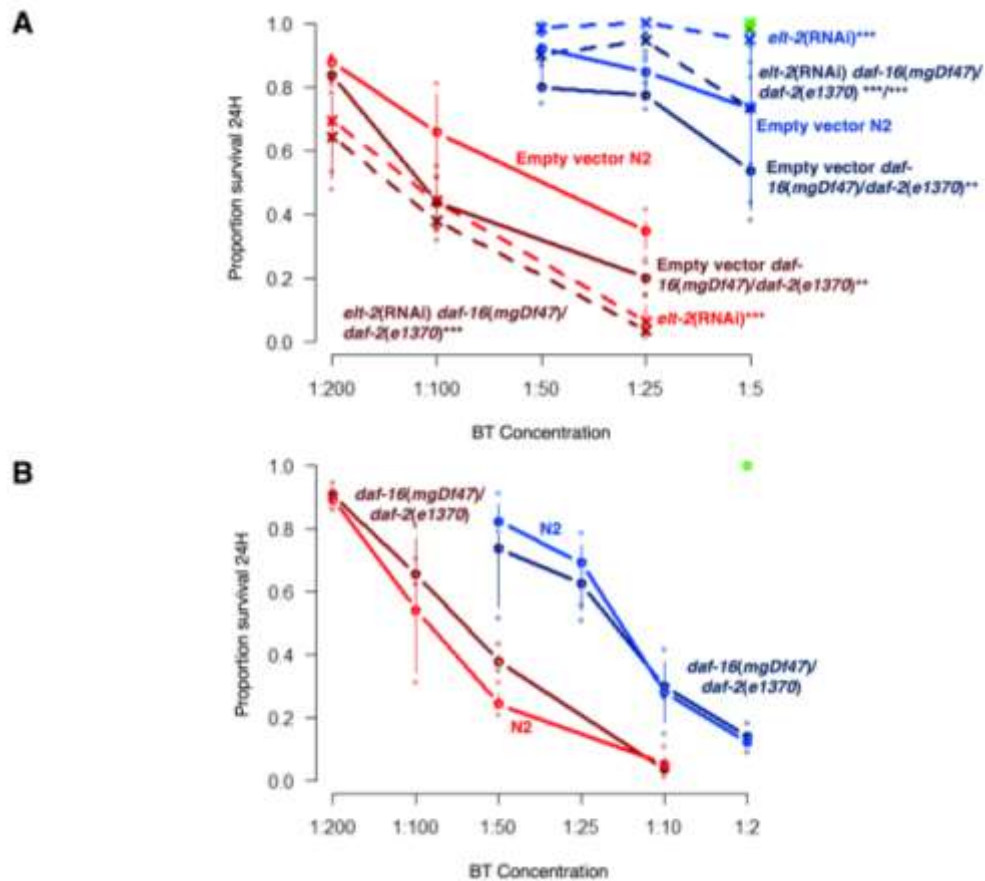 A
Proportion survival 24H
1.0
0.8
0.6
0.4
0.2
0.0
elt-2(RNAi)***
elt-2(RNAi) daf-16(mgDf47)/
daf-2(e1370) ***/***
Empty vector N2
Empty vector N2
Empty vector daf-
16(mgDf47)/daf-2(e1370)**
Empty vector daf-
16(mgDf47)/daf-2(e1370)**
elt-2(RNAi)***
elt-2(RNAi) daf-16(mgDf47)/
daf-2(e1370)***
1:200 1:100 1:50 1:25 1:5
BT Concentration
B
Proportion survival 24H
1.0
0.8
0.6
0.4
0.2
0.0
daf-16(mgDf47)/
daf-2(e1370)
N2
daf-16(mgDf47)/
daf-2(e1370)
N2
1:200 1:100 1:50 1:25 1:10 1:2
BT Concentration